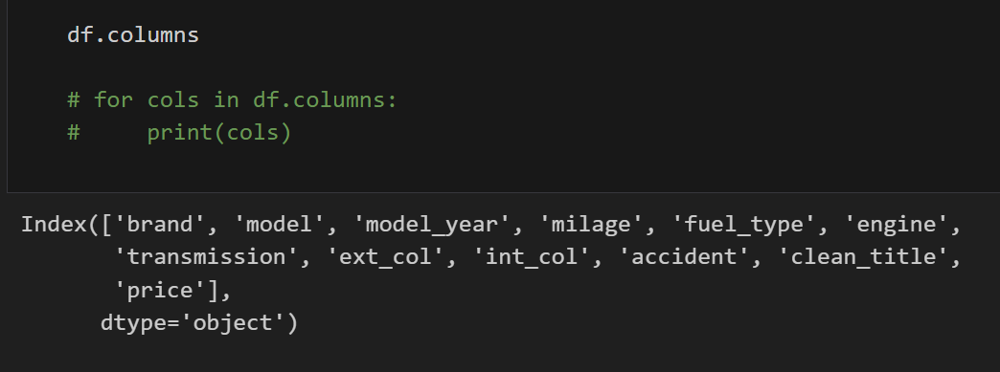 df.columns
# for cols in df.columns:
#     print(cols)
Index(['brand', 'model', 'model_year', 'milage', 'fuel_type', 'engine',
       'transmission', 'ext_col', 'int_col', 'accident', 'clean_title',
       'price'],
      dtype='object')